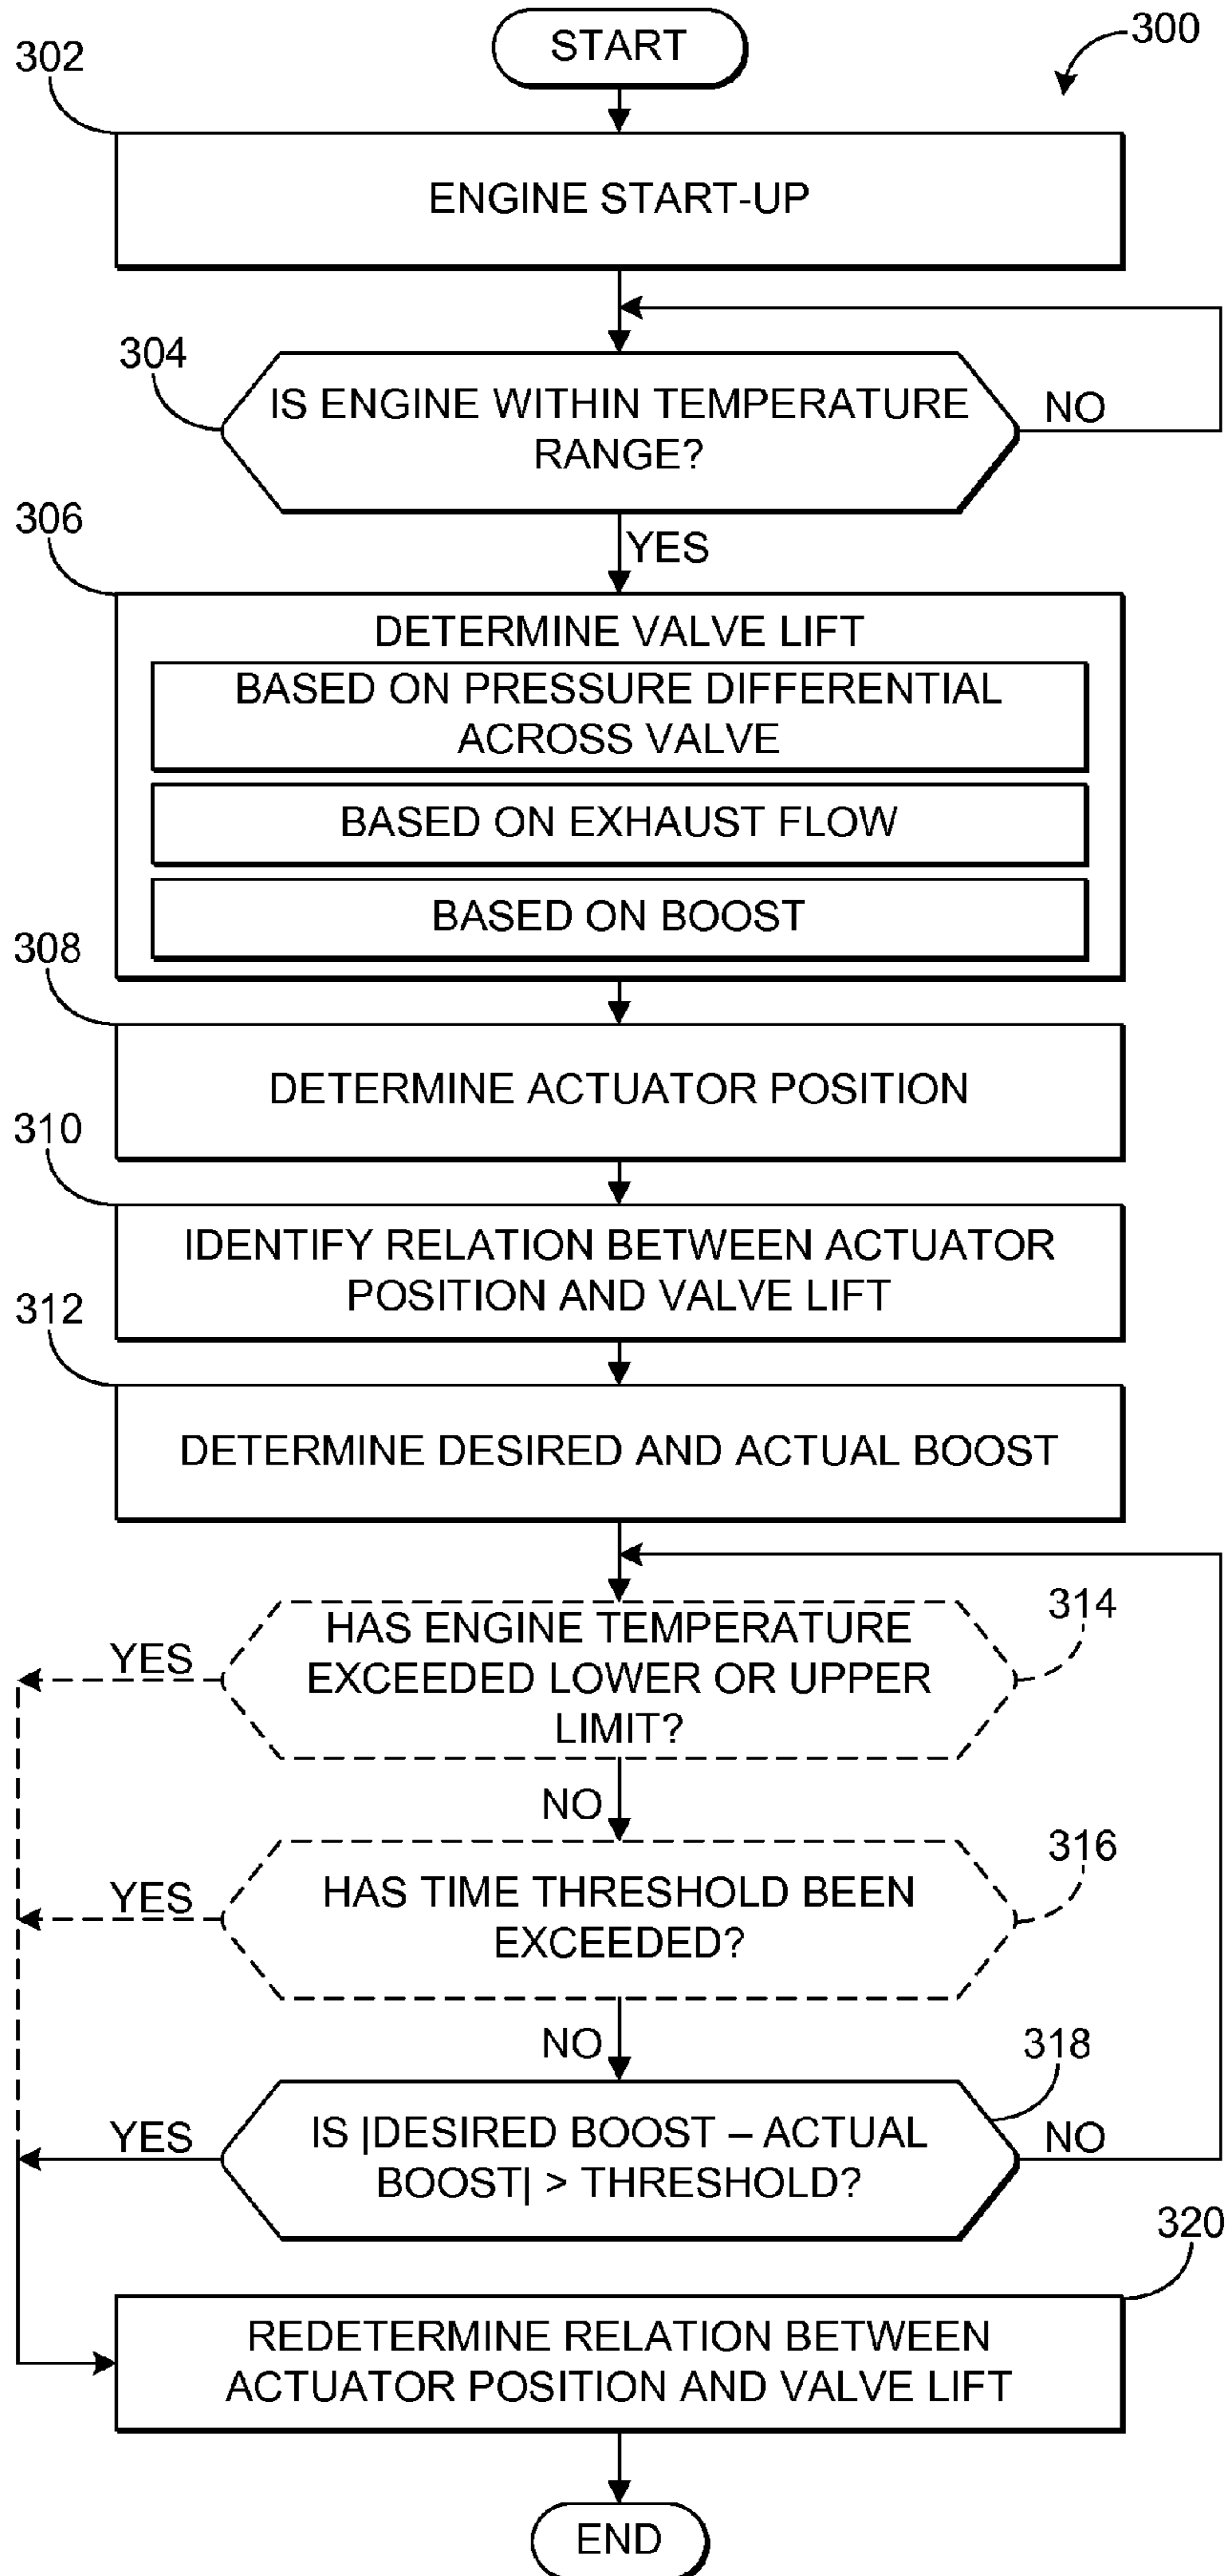 START
300
302
ENGINE START-UP
304
IS ENGINE WITHIN TEMPERATURE
RANGE?
NO
YES
306
DETERMINE VALVE LIFT
BASED ON PRESSURE DIFFERENTIAL
ACROSS VALVE
BASED ON EXHAUST FLOW
BASED ON BOOST
308
DETERMINE ACTUATOR POSITION
310
IDENTIFY RELATION BETWEEN ACTUATOR
POSITION AND VALVE LIFT
312
DETERMINE DESIRED AND ACTUAL BOOST
314
HAS ENGINE TEMPERATURE
EXCEEDED LOWER OR UPPER
LIMIT?
YES
NO
316
HAS TIME THRESHOLD BEEN
EXCEEDED?
YES
NO
318
IS |DESIRED BOOST – ACTUAL
BOOST| > THRESHOLD?
YES
NO
320
REDETERMINE RELATION BETWEEN
ACTUATOR POSITION AND VALVE LIFT
END